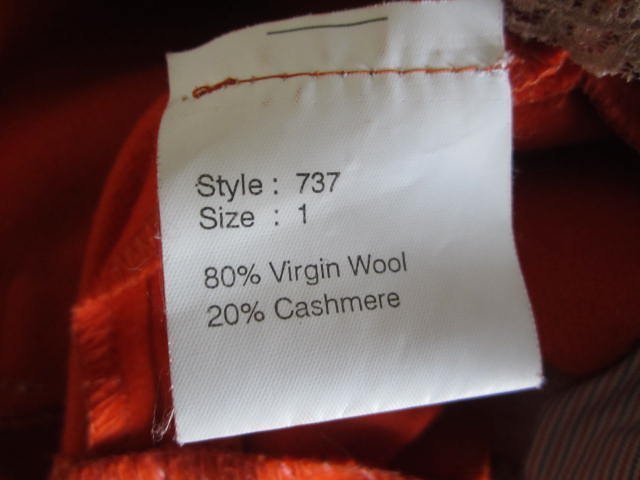 Style : 737
Size : 1
80% Virgin Wool
20% Cashmere